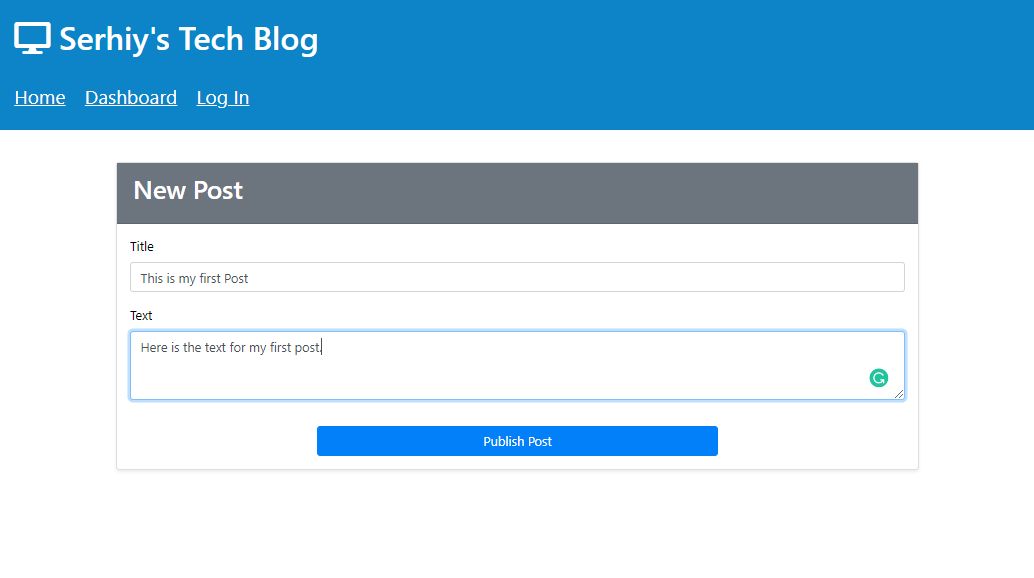 Serhiy's Tech Blog
Home Dashboard Log In
New Post
Title
This is my first Post
Text
Here is the text for my first post.
Publish Post